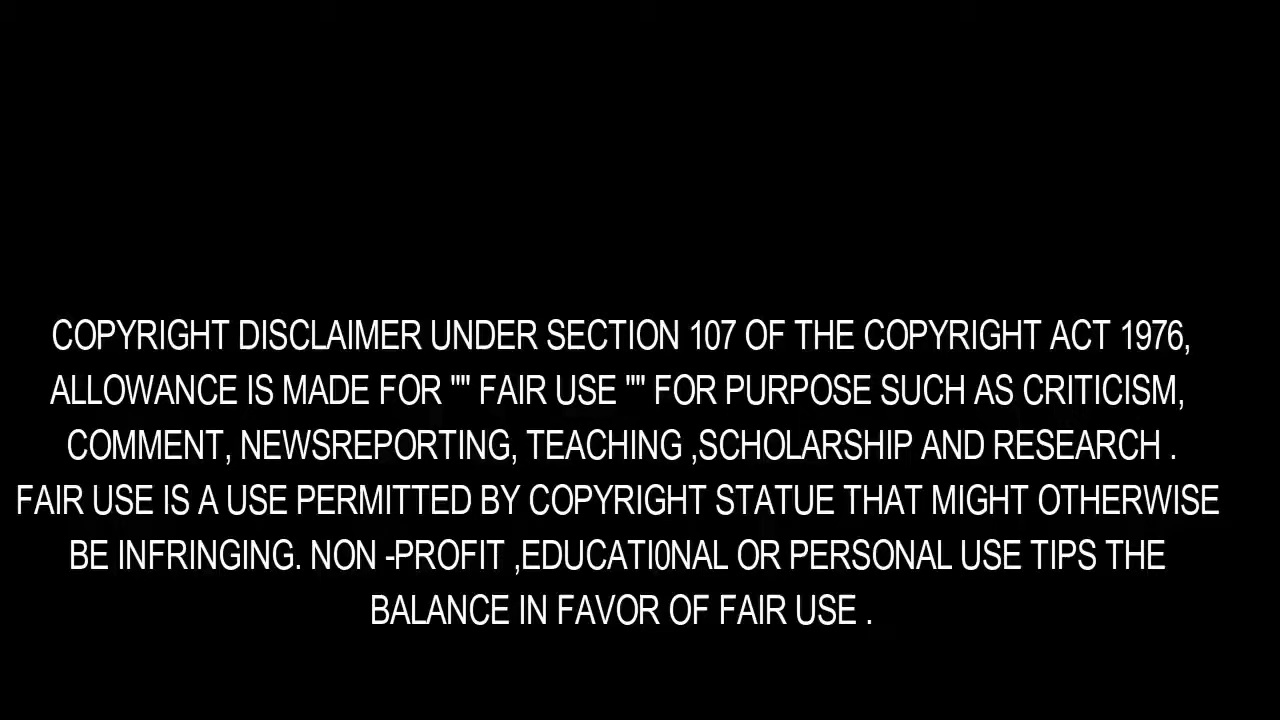 COPYRIGHT DISCLAIMER UNDER SECTION 107 OF THE COPYRIGHT ACT 1976,
ALLOWANCE IS MADE FOR "" FAIR USE "" FOR PURPOSE SUCH AS CRITICISM,
COMMENT, NEWSREPORTING, TEACHING ,SCHOLARSHIP AND RESEARCH .
FAIR USE IS A USE PERMITTED BY COPYRIGHT STATUE THAT MIGHT OTHERWISE
BE INFRINGING. NON -PROFIT ,EDUCATI0NAL OR PERSONAL USE TIPS THE
BALANCE IN FAVOR OF FAIR USE .